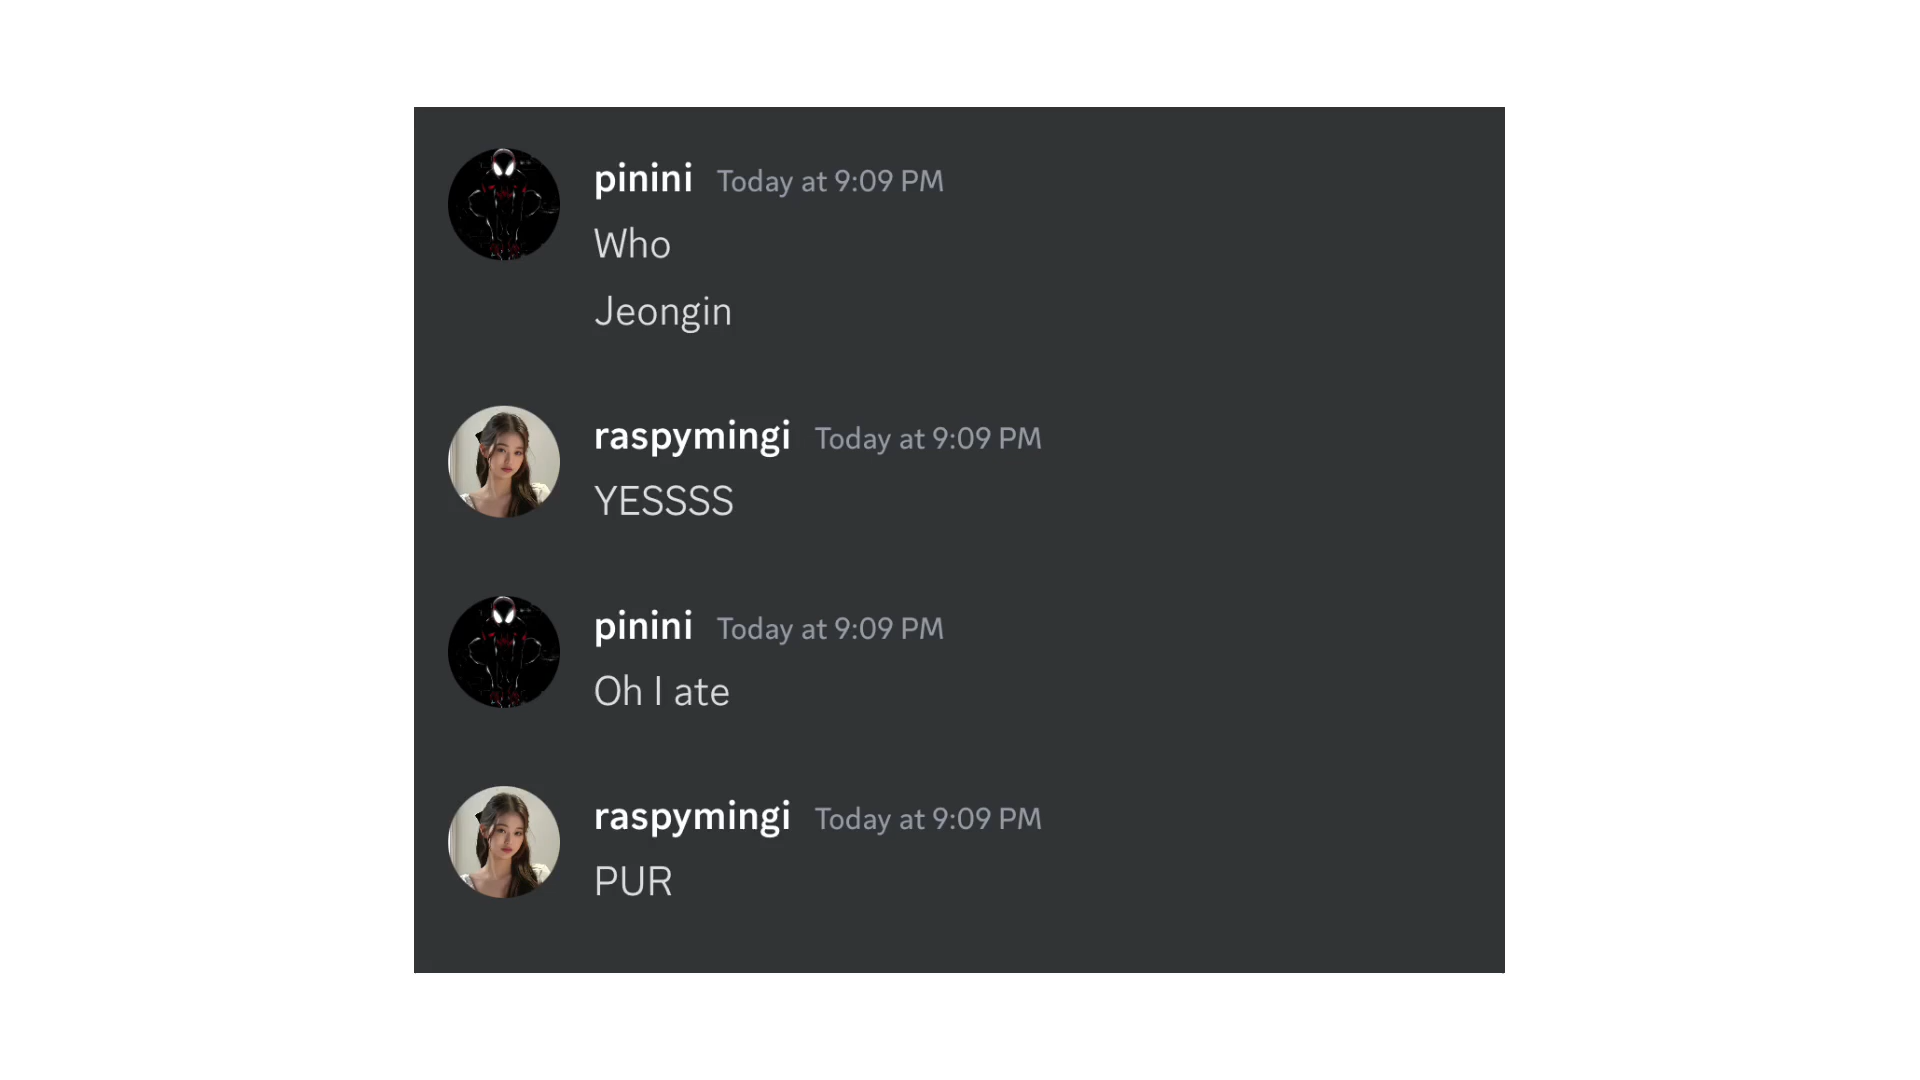 pinini Today at 9:09 PM
Who
Jeongin
raspymingi Today at 9:09 PM
YESSSS
pinini Today at 9:09 PM
Oh I ate
raspymingi Today at 9:09 PM
PUR